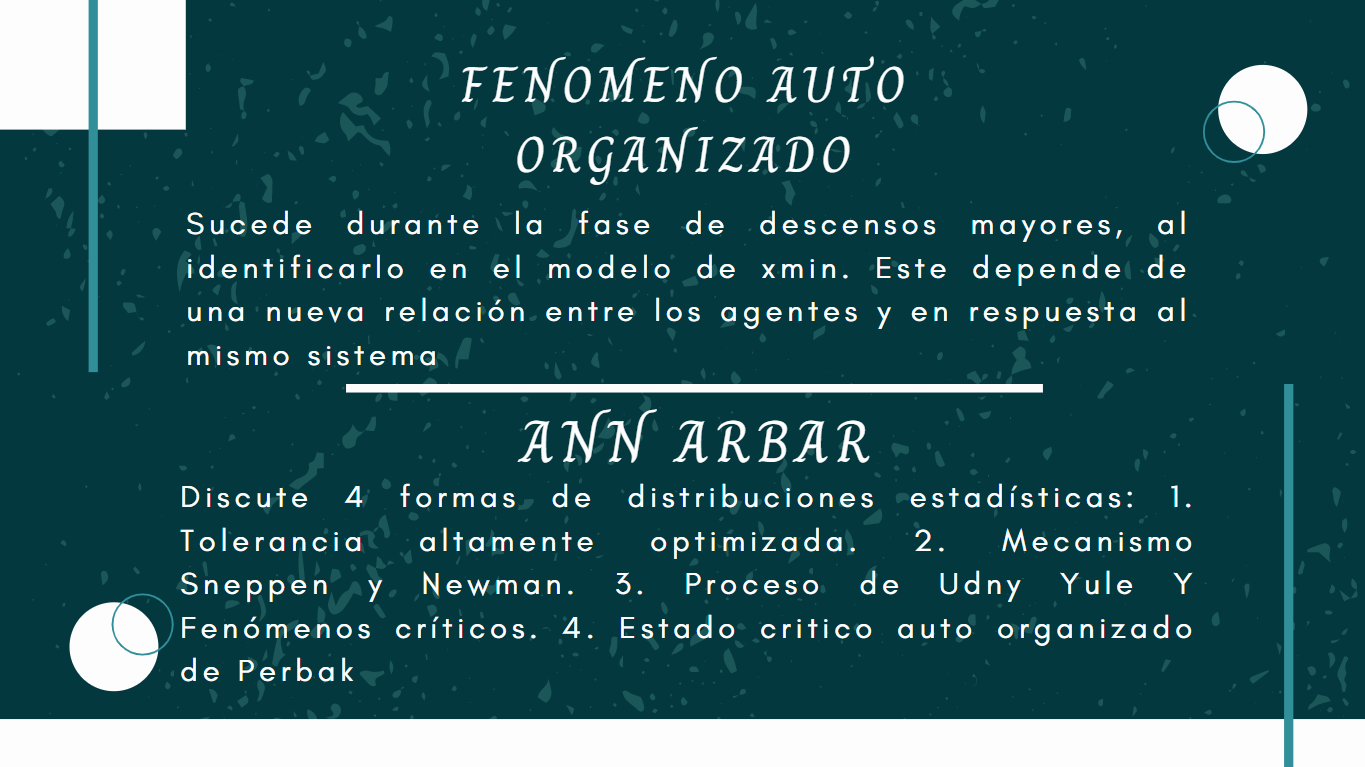 FENOMENO AUTO
ORGANIZADO
Sucede durante la fase de descensos mayores, al
identificarlo en el modelo de xmin. Este depende de
una nueva relación entre los agentes y en respuesta al
mismo sistema
ANN ARBAR
Discute 4 formas de distribuciones estadísticas: 1.
Tolerancia altamente optimizada. 2. Mecanismo
Sneppen y Newman. 3. Proceso de Udny Yule Y
Fenómenos críticos. 4. Estado critico auto organizado
de Perbak